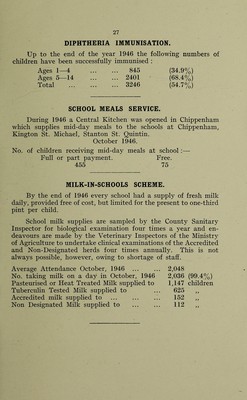 27
DIPHTHERIA IMMUNISATION.
Up to the end of the year 1946 the following numbers of
children have been successfully immunised :
Ages 1—4 ... ... 845 (34.9%)
Ages 5—14 ... ... 2401 (68.4%)
Total ... ... ... 3246 (54.7%)
SCHOOL MEALS SERVICE.
During 1946 a Central Kitchen was opened in Chippenham
which supplies mid-day meals to the schools at Chippenham,
Kington St. Michael, Stanton St. Quintin.
October 1946.
No. of children receiving mid-day meals at school :—
Full or part payment. Free.
455 75
MILK-IN-SCHOOLS SCHEME.
By the end of 1946 every school had a supply of fresh milk
daily, provided free of cost, but limited for the present to one-third
pint per child.
School milk supplies are sampled by the County Sanitary
Inspector for biological examination four times a year and en-
deavours are made by the Veterinary Inspectors of the Ministry
of Agriculture to undertake clinical examinations of the Accredited
and Non-Designated herds four times annually. This is not
always possible, however, owing to shortage of staff.
Average Attendance October, 1946 ... ... 2,048
No. taking milk on a day in October, 1946 2,036 (99.4%)
Pasteurised or Heat Treated Milk supplied to 1,147 children
Tuberculin Tested Milk supplied to ... 625 ,,
Accredited milk supplied to ... ... ... 152 ,,
Non Designated Milk supplied to ... ... 112 ,,